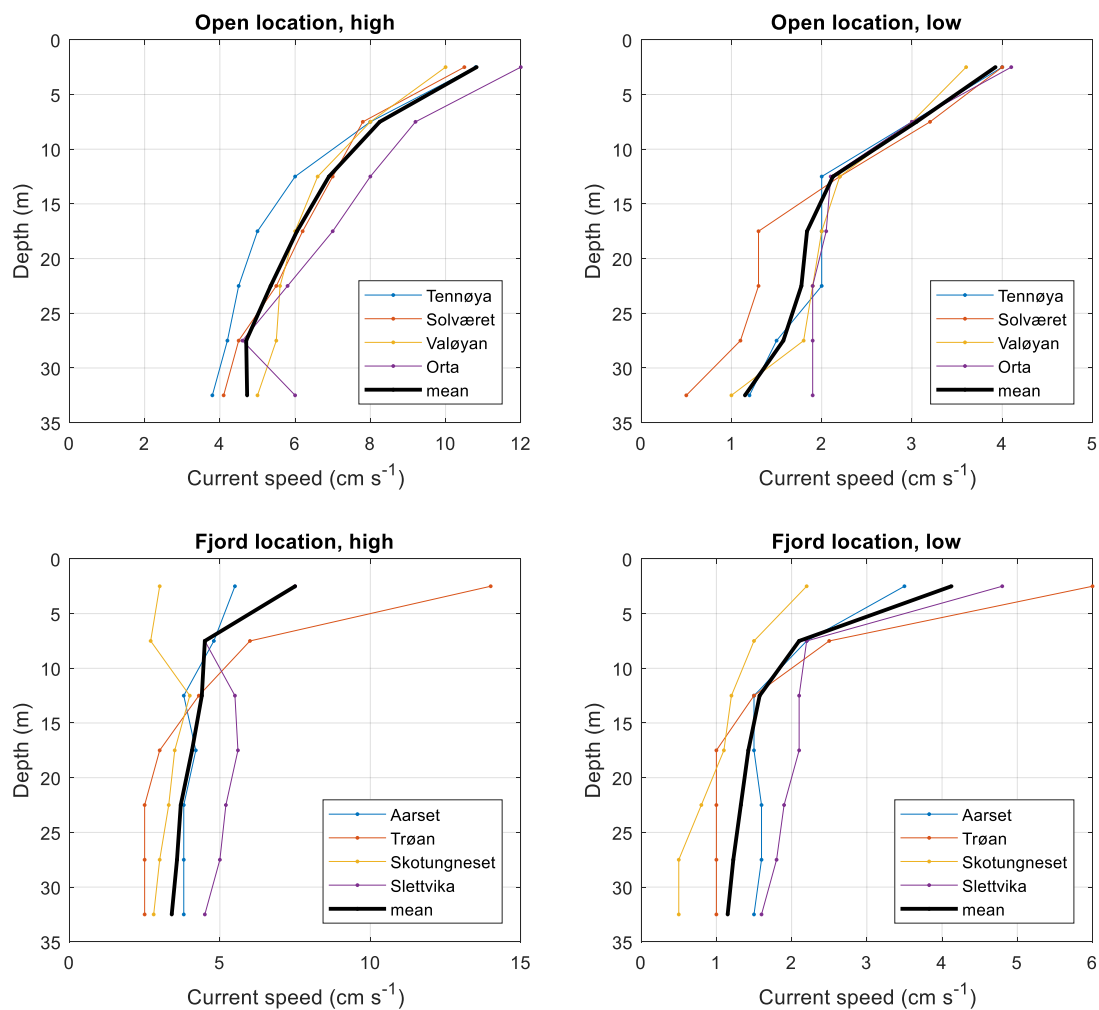 Open location, high
0
5
10
15
20
25
30
35
Depth (m)
Tennøya
Solværet
Valøyan
Orta
mean
0 2 4 6 8 10 12
Current speed (cm s⁻¹)
Open location, low
0
5
10
15
20
25
30
35
Depth (m)
Tennøya
Solværet
Valøyan
Orta
mean
0 1 2 3 4 5
Current speed (cm s⁻¹)
Fjord location, high
0
5
10
15
20
25
30
35
Depth (m)
Aarset
Trøan
Skotungneset
Slettvika
mean
0 5 10 15
Current speed (cm s⁻¹)
Fjord location, low
0
5
10
15
20
25
30
35
Depth (m)
Aarset
Trøan
Skotungneset
Slettvika
mean
0 1 2 3 4 5 6
Current speed (cm s⁻¹)